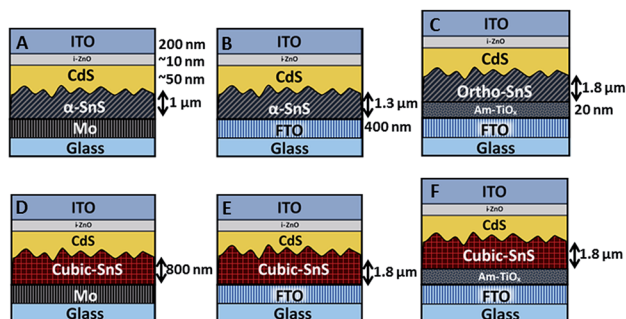 A
ITO
i-ZnO
CdS
α-SnS
Mo
Glass
200 nm
~10 nm
~50 nm
1 μm
B
ITO
i-ZnO
CdS
α-SnS
FTO
Glass
1.3 μm
400 nm
C
ITO
i-ZnO
CdS
Ortho-SnS
Am-TiOₓ
FTO
Glass
1.8 μm
20 nm
D
ITO
i-ZnO
CdS
Cubic-SnS
Mo
Glass
800 nm
E
ITO
i-ZnO
CdS
Cubic-SnS
FTO
Glass
1.8 μm
F
ITO
i-ZnO
CdS
Cubic-SnS
Am-TiOₓ
FTO
Glass
1.8 μm